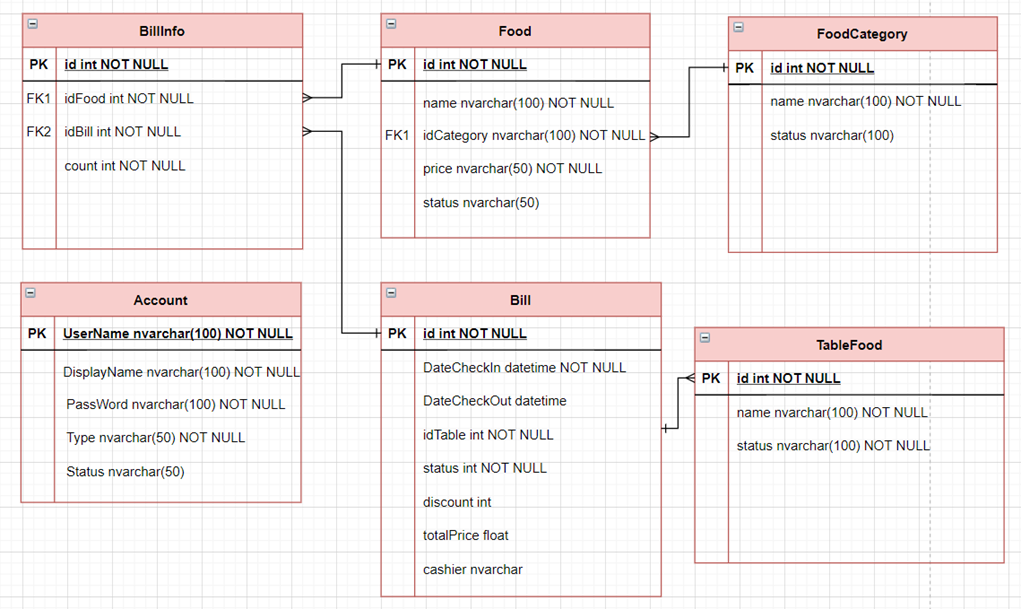 BillInfo
PK id int NOT NULL
FK1 idFood int NOT NULL
FK2 idBill int NOT NULL
count int NOT NULL
Food
PK id int NOT NULL
name nvarchar(100) NOT NULL
FK1 idCategory nvarchar(100) NOT NULL
price nvarchar(50) NOT NULL
status nvarchar(50)
FoodCategory
PK id int NOT NULL
name nvarchar(100) NOT NULL
status nvarchar(100)
Account
PK UserName nvarchar(100) NOT NULL
DisplayName nvarchar(100) NOT NULL
PassWord nvarchar(100) NOT NULL
Type nvarchar(50) NOT NULL
Status nvarchar(50)
Bill
PK id int NOT NULL
DateCheckIn datetime NOT NULL
DateCheckOut datetime
idTable int NOT NULL
status int NOT NULL
discount int
totalPrice float
cashier nvarchar
TableFood
PK id int NOT NULL
name nvarchar(100) NOT NULL
status nvarchar(100) NOT NULL